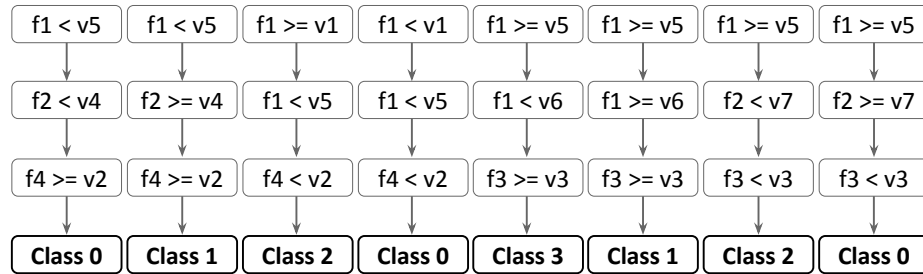 f1 < v5 f1 < v5 f1 >= v1 f1 < v1 f1 >= v5 f1 >= v5 f1 >= v5 f1 >= v5
f2 < v4 f2 >= v4 f1 < v5 f1 < v5 f1 < v6 f1 >= v6 f2 < v7 f2 >= v7
f4 >= v2 f4 >= v2 f4 < v2 f4 < v2 f3 >= v3 f3 >= v3 f3 < v3 f3 < v3
Class 0 Class 1 Class 2 Class 0 Class 3 Class 1 Class 2 Class 0